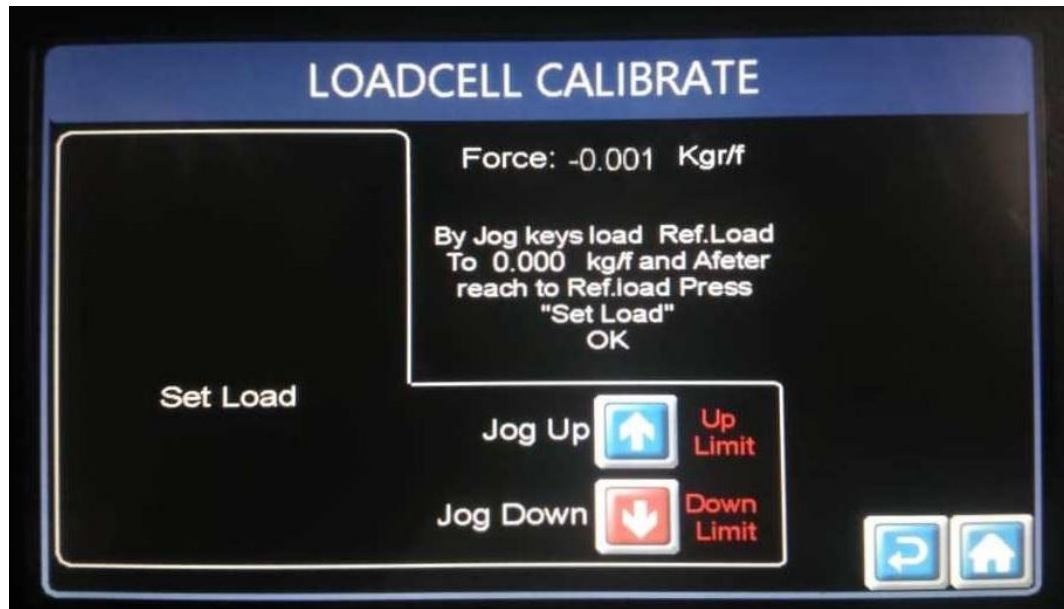 LOADCELL CALIBRATE
Force: -0.001 Kgr/f
By Jog keys load Ref.Load
To 0.000 kg/f and Afeter
reach to Ref.load Press
"Set Load"
OK
Set Load
Jog Up
Up
Limit
Jog Down
Down
Limit